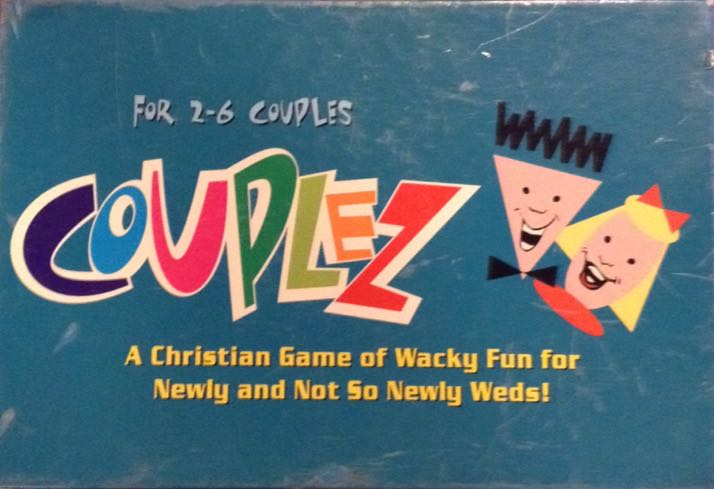 FOR 2-6 COUPLES
COUPLEZ
A Christian Game of Wacky Fun for
Newly and Not So Newly Weds!